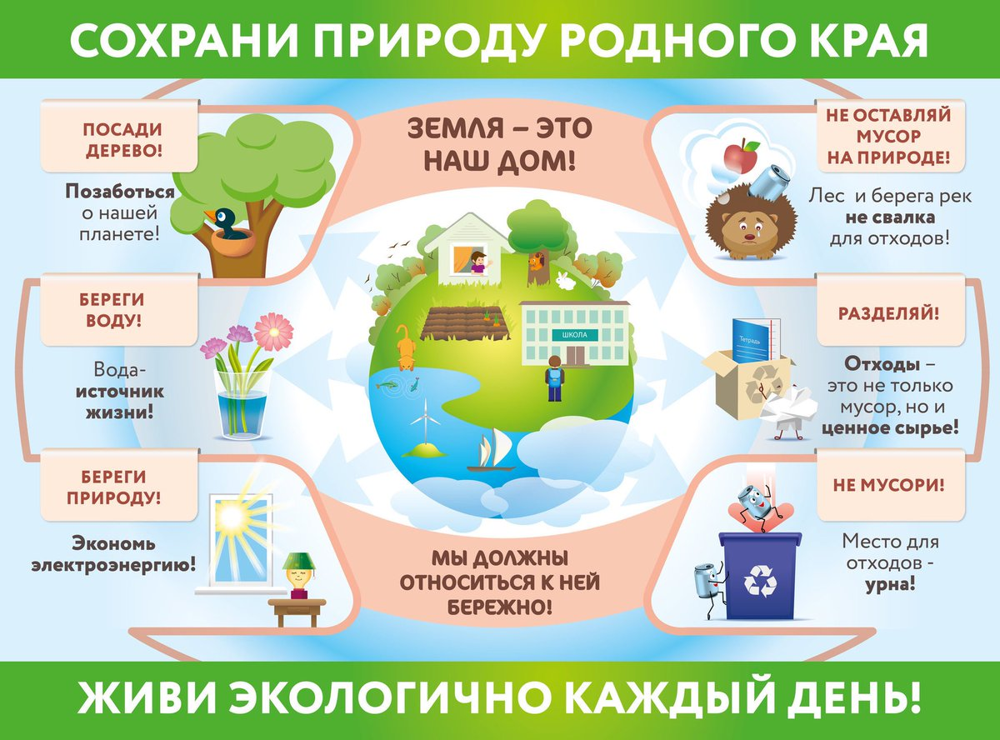 СОХРАНИ ПРИРОДУ РОДНОГО КРАЯ
ЗЕМЛЯ – ЭТО
НАШ ДОМ!
ПОСАДИ
ДЕРЕВО!
Позаботься
о нашей
планете!
БЕРЕГИ
ВОДУ!
Вода-
источник
жизни!
БЕРЕГИ
ПРИРОДУ!
Экономь
электроэнергию!
ШКОЛА
НЕ ОСТАВЛЯЙ
МУСОР
НА ПРИРОДЕ!
Лес и берега рек
не свалка
для отходов!
РАЗДЕЛЯЙ!
Тетрадь
Отходы –
это не только
мусор, но и
ценное сырье!
НЕ МУСОРИ!
Место для
отходов -
урна!
МЫ ДОЛЖНЫ
ОТНОСИТЬСЯ К НЕЙ
БЕРЕЖНО!
ЖИВИ ЭКОЛОГИЧНО КАЖДЫЙ ДЕНЬ!